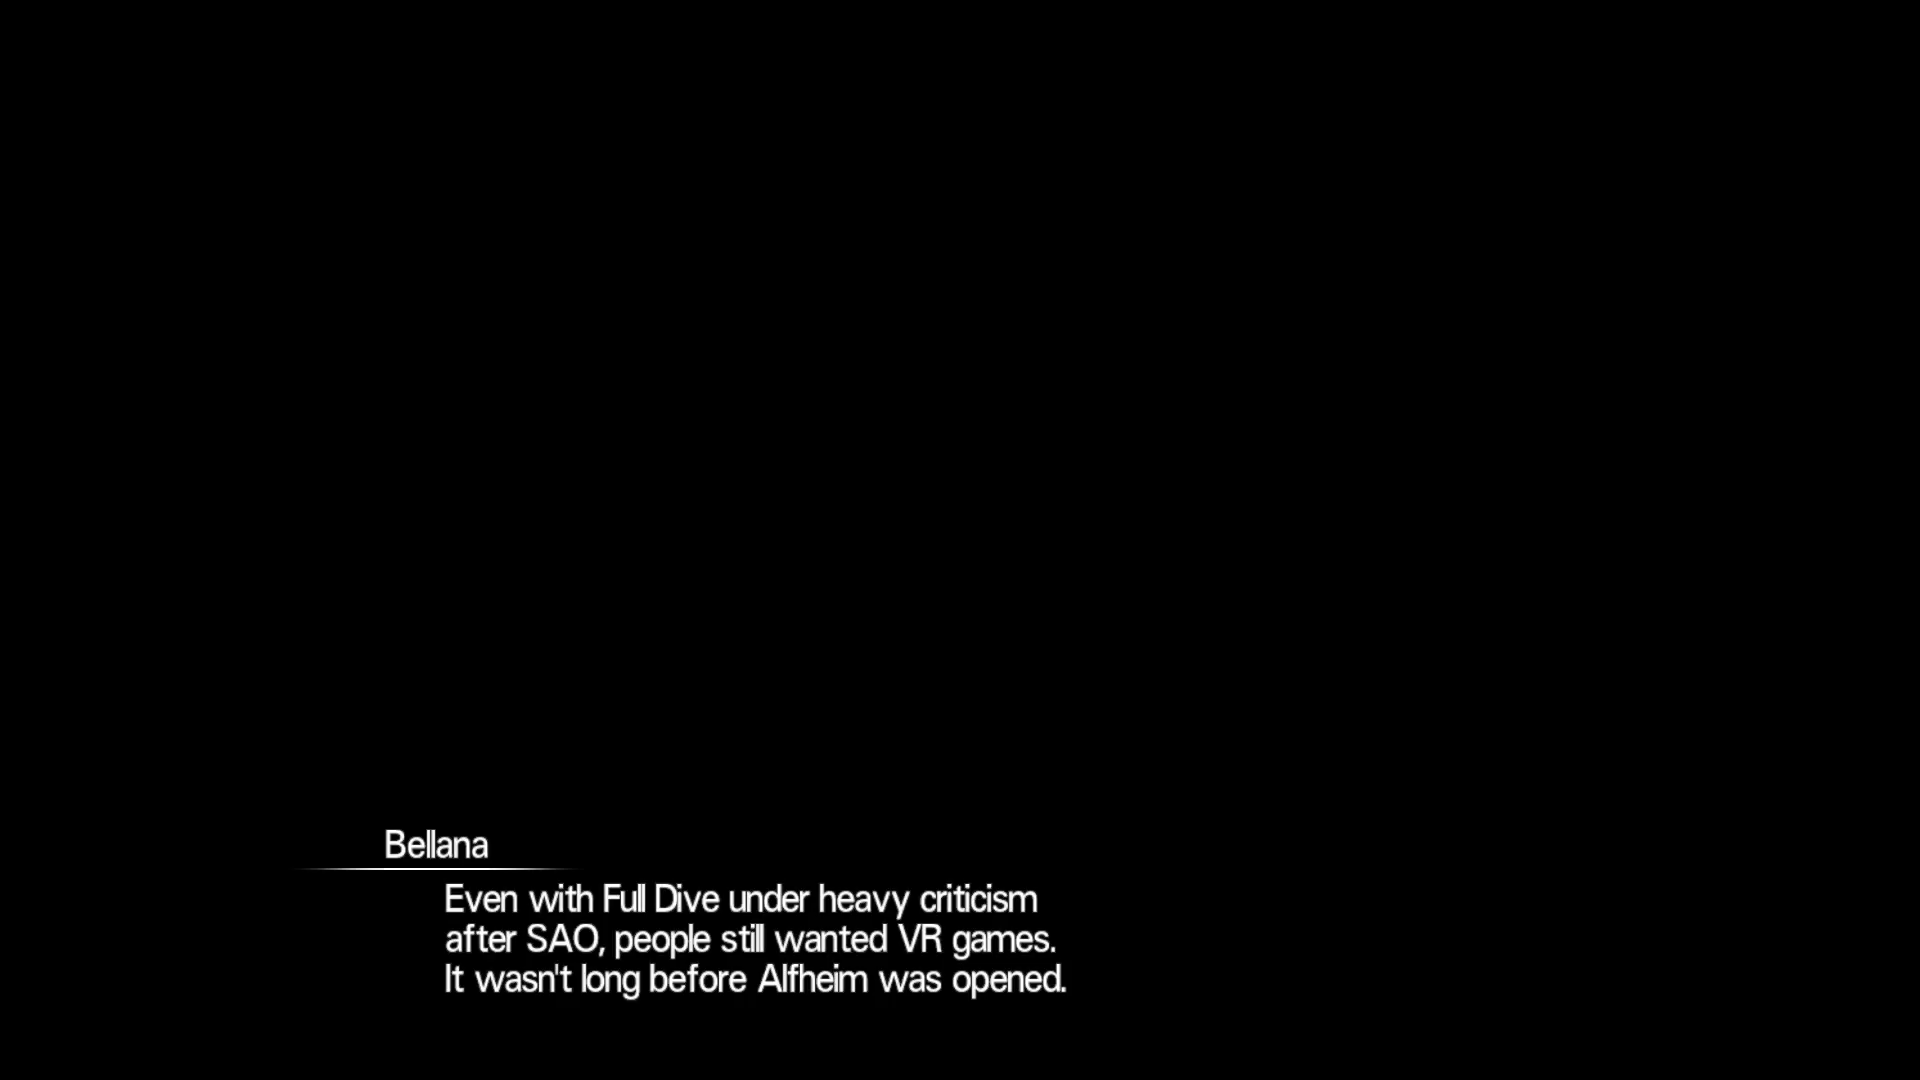 Bellana
Even with Full Dive under heavy criticism
after SAO, people still wanted VR games.
It wasn't long before Alfheim was opened.